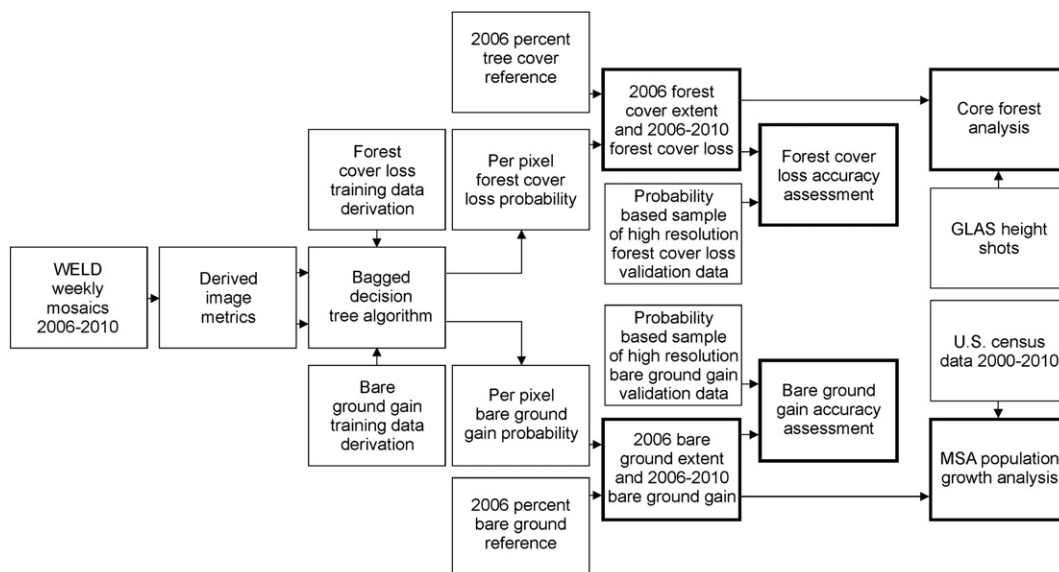 2006 percent
tree cover
reference
2006 forest
cover extent
and 2006-2010
forest cover loss
Core forest
analysis
Forest
cover loss
training data
derivation
Per pixel
forest cover
loss probability
Forest cover
loss accuracy
assessment
Probability
based sample
of high resolution
forest cover loss
validation data
GLAS height
shots
WELD
weekly
mosaics
2006-2010
Derived
image
metrics
Bagged
decision
tree algorithm
Probability
based sample
of high resolution
bare ground gain
validation data
U.S. census
data 2000-2010
Bare
ground gain
training data
derivation
Per pixel
bare ground
gain probability
Bare ground
gain accuracy
assessment
2006 bare
ground extent
and 2006-2010
bare ground gain
MSA population
growth analysis
2006 percent
bare ground
reference